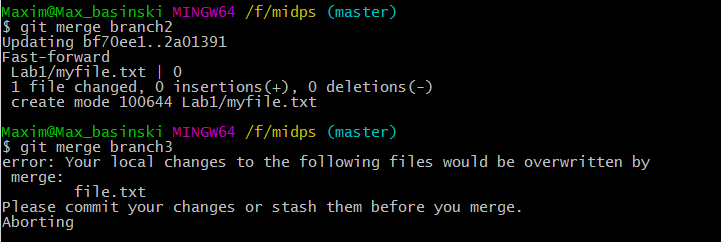 Maxim@Max_basinski MINGW64 /f/midps (master)
$ git merge branch2
Updating bf70ee1..2a01391
Fast-forward
 Lab1/myfile.txt | 0
 1 file changed, 0 insertions(+), 0 deletions(-)
 create mode 100644 Lab1/myfile.txt

Maxim@Max_basinski MINGW64 /f/midps (master)
$ git merge branch3
error: Your local changes to the following files would be overwritten by
 merge:
        file.txt
Please commit your changes or stash them before you merge.
Aborting